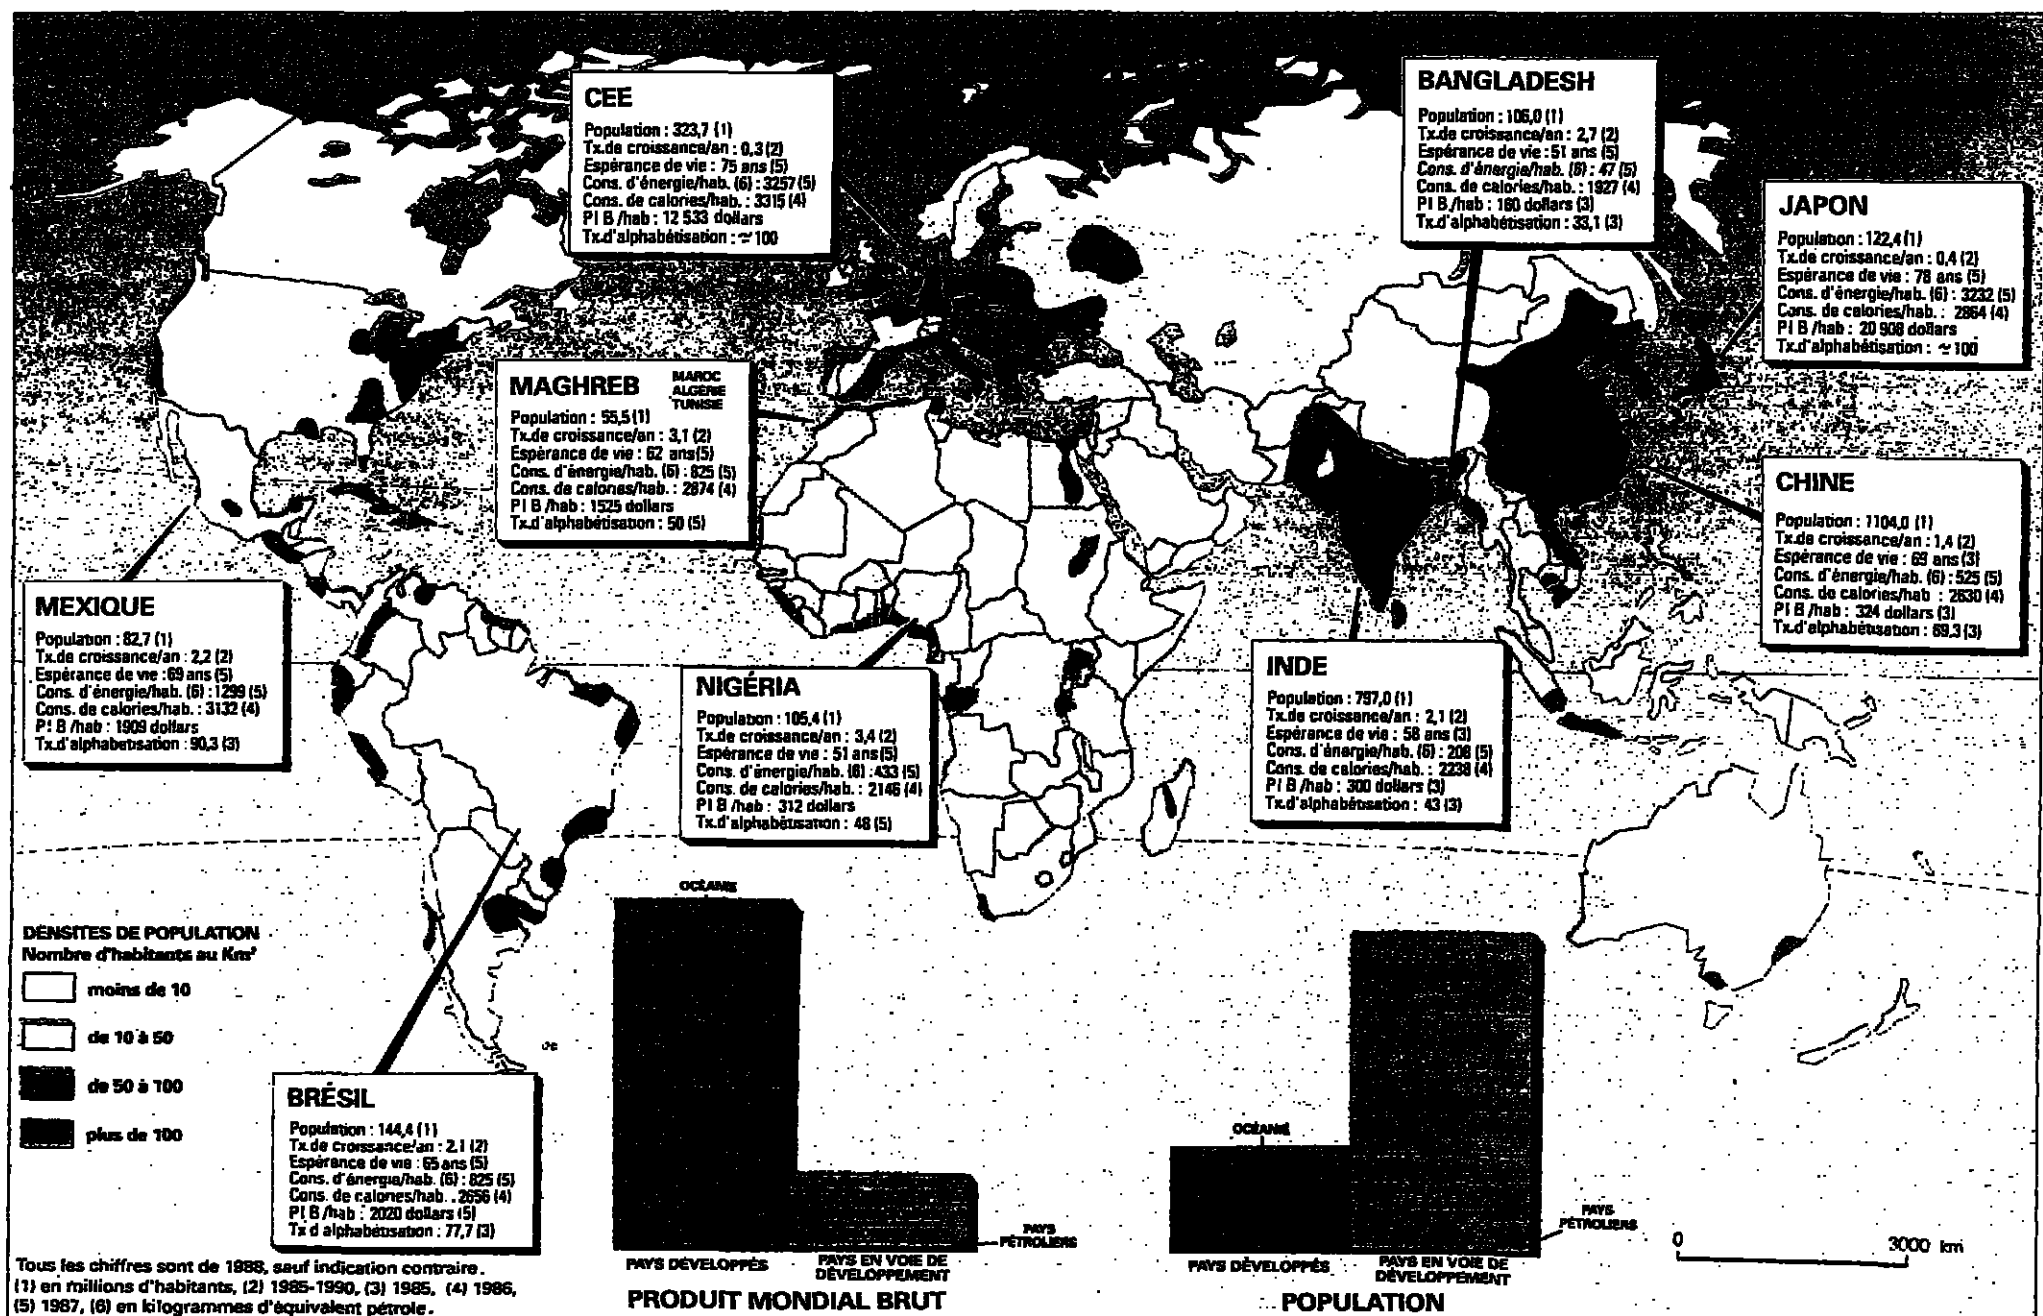 CEE
Population : 323,7 (1)
Tx.de croissance/an : 0,3 (2)
Espérance de vie : 75 ans (5)
Cons. d'énergie/hab. (6) : 3257 (5)
Cons. de calories/hab. : 3315 (4)
PIB /hab : 12 533 dollars
Tx.d'alphabétisation : ≃ 100
BANGLADESH
Population : 106,0 (1)
Tx.de croissance/an : 2,7 (2)
Espérance de vie : 51 ans (5)
Cons. d'énergie/hab. (6) : 47 (5)
Cons. de calories/hab. : 1927 (4)
PIB /hab : 160 dollars (3)
Tx.d'alphabétisation : 33,1 (3)
JAPON
Population : 122,4 (1)
Tx.de croissance/an : 0,4 (2)
Espérance de vie : 78 ans (5)
Cons. d'énergie/hab. (6) : 3232 (5)
Cons. de calories/hab. : 2864 (4)
PIB /hab : 20 908 dollars
Tx.d'alphabétisation : ≃ 100
MAGHREB
MAROC
ALGÉRIE
TUNISIE
Population : 55,5 (1)
Tx.de croissance/an : 3,1 (2)
Espérance de vie : 62 ans (5)
Cons. d'énergie/hab. (6) : 825 (5)
Cons. de calories/hab. : 2874 (4)
PIB /hab : 1525 dollars
Tx.d'alphabétisation : 50 (5)
CHINE
Population : 1104,0 (1)
Tx.de croissance/an : 1,4 (2)
Espérance de vie : 69 ans (3)
Cons. d'énergie/hab. (6) : 525 (5)
Cons. de calories/hab. : 2630 (4)
PIB /hab : 324 dollars (3)
Tx.d'alphabétisation : 69,3 (3)
MEXIQUE
Population : 82,7 (1)
Tx.de croissance/an : 2,2 (2)
Espérance de vie : 69 ans (5)
Cons. d'énergie/hab. (6) : 1299 (5)
Cons. de calories/hab. : 3132 (4)
PIB /hab : 1909 dollars
Tx.d'alphabétisation : 90,3 (3)
NIGÉRIA
Population : 105,4 (1)
Tx.de croissance/an : 3,4 (2)
Espérance de vie : 51 ans (5)
Cons. d'énergie/hab. (6) : 433 (5)
Cons. de calories/hab. : 2146 (4)
PIB /hab : 312 dollars
Tx.d'alphabétisation : 48 (5)
INDE
Population : 797,0 (1)
Tx.de croissance/an : 2,1 (2)
Espérance de vie : 58 ans (3)
Cons. d'énergie/hab. (6) : 208 (5)
Cons. de calories/hab. : 2238 (4)
PIB /hab : 300 dollars (3)
Tx.d'alphabétisation : 43 (3)
DENSITES DE POPULATION
Nombre d'habitants au Km²
moins de 10
de 10 à 50
de 50 à 100
plus de 100
BRÉSIL
Population : 144,4 (1)
Tx.de croissance/an : 2,1 (2)
Espérance de vie : 65 ans (5)
Cons. d'énergie/hab. (6) : 825 (5)
Cons. de calories/hab. : 2656 (4)
PIB /hab : 2020 dollars (5)
Tx d'alphabétisation : 77,7 (3)
OCÉANIE
PAYS PÉTROLIERS
PAYS DÉVELOPPÉS
PAYS EN VOIE DE
DÉVELOPPEMENT
PRODUIT MONDIAL BRUT
OCÉANIE
PAYS
PÉTROLIERS
PAYS DÉVELOPPÉS
PAYS EN VOIE DE
DÉVELOPPEMENT
POPULATION
0 3000 km
Tous les chiffres sont de 1988, sauf indication contraire.
(1) en millions d'habitants, (2) 1985-1990, (3) 1985, (4) 1986,
(5) 1987, (6) en kilogrammes d'équivalent pétrole.